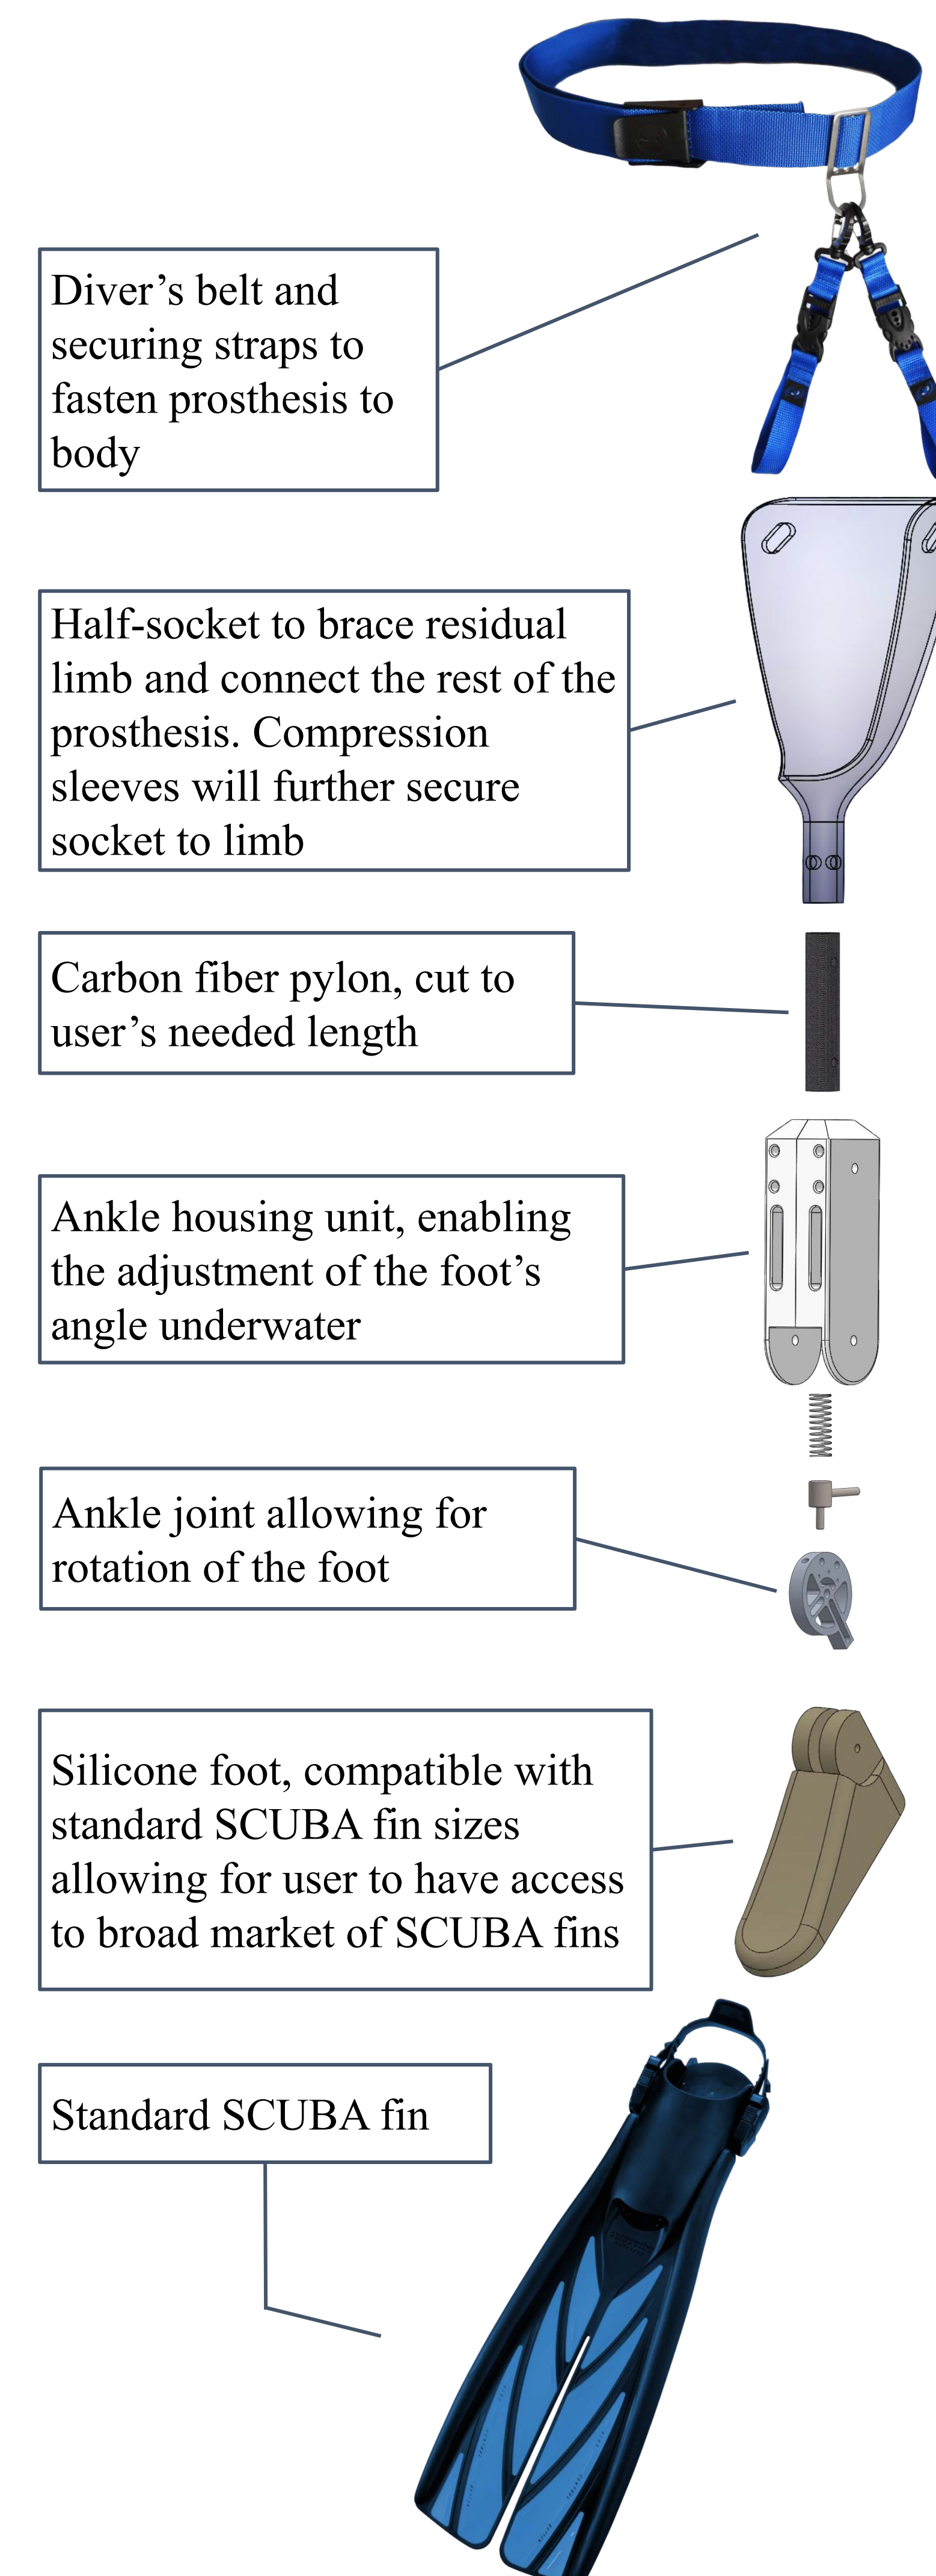 Diver’s belt and
securing straps to
fasten prosthesis to
body
Half-socket to brace residual
limb and connect the rest of the
prosthesis. Compression
sleeves will further secure
socket to limb
Carbon fiber pylon, cut to
user’s needed length
Ankle housing unit, enabling
the adjustment of the foot’s
angle underwater
Ankle joint allowing for
rotation of the foot
Silicone foot, compatible with
standard SCUBA fin sizes
allowing for user to have access
to broad market of SCUBA fins
Standard SCUBA fin